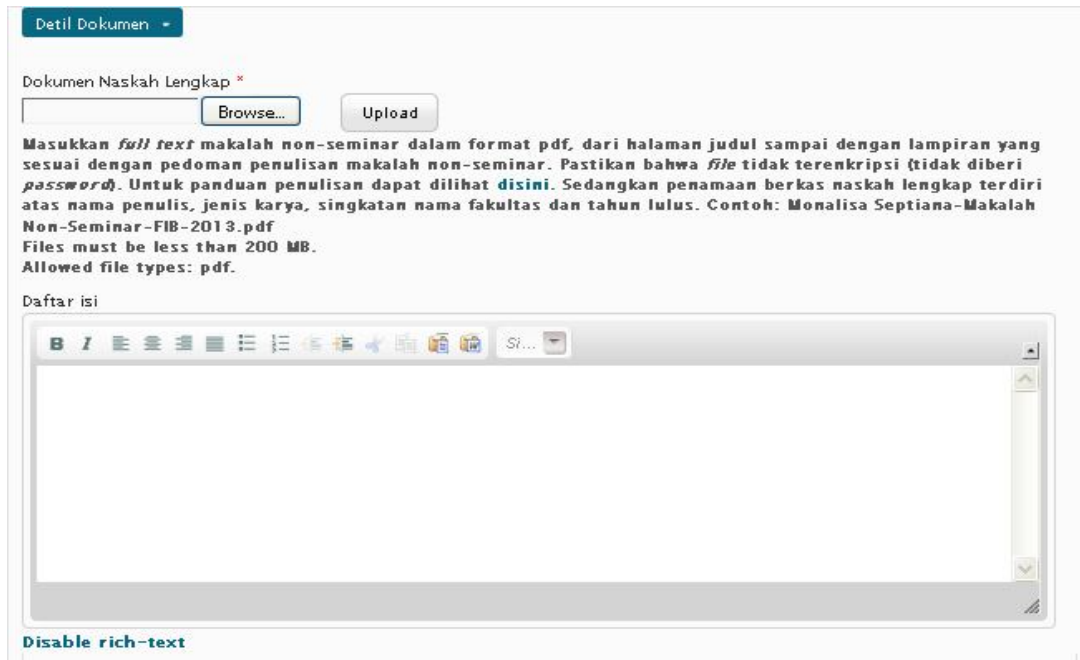 Detil Dokumen
Dokumen Naskah Lengkap *
Browse... Upload
Masukkan full text makalah non-seminar dalam format pdf, dari halaman judul sampai dengan lampiran yang
sesuai dengan pedoman penulisan makalah non-seminar. Pastikan bahwa file tidak terenkripsi (tidak diberi
password). Untuk panduan penulisan dapat dilihat disini. Sedangkan penamaan berkas naskah lengkap terdiri
atas nama penulis, jenis karya, singkatan nama fakultas dan tahun lulus. Contoh: Monalisa Septiana-Makalah
Non-Seminar-FIB-2013.pdf
Files must be less than 200 MB.
Allowed file types: pdf.
Daftar isi
B I Si...
Disable rich-text